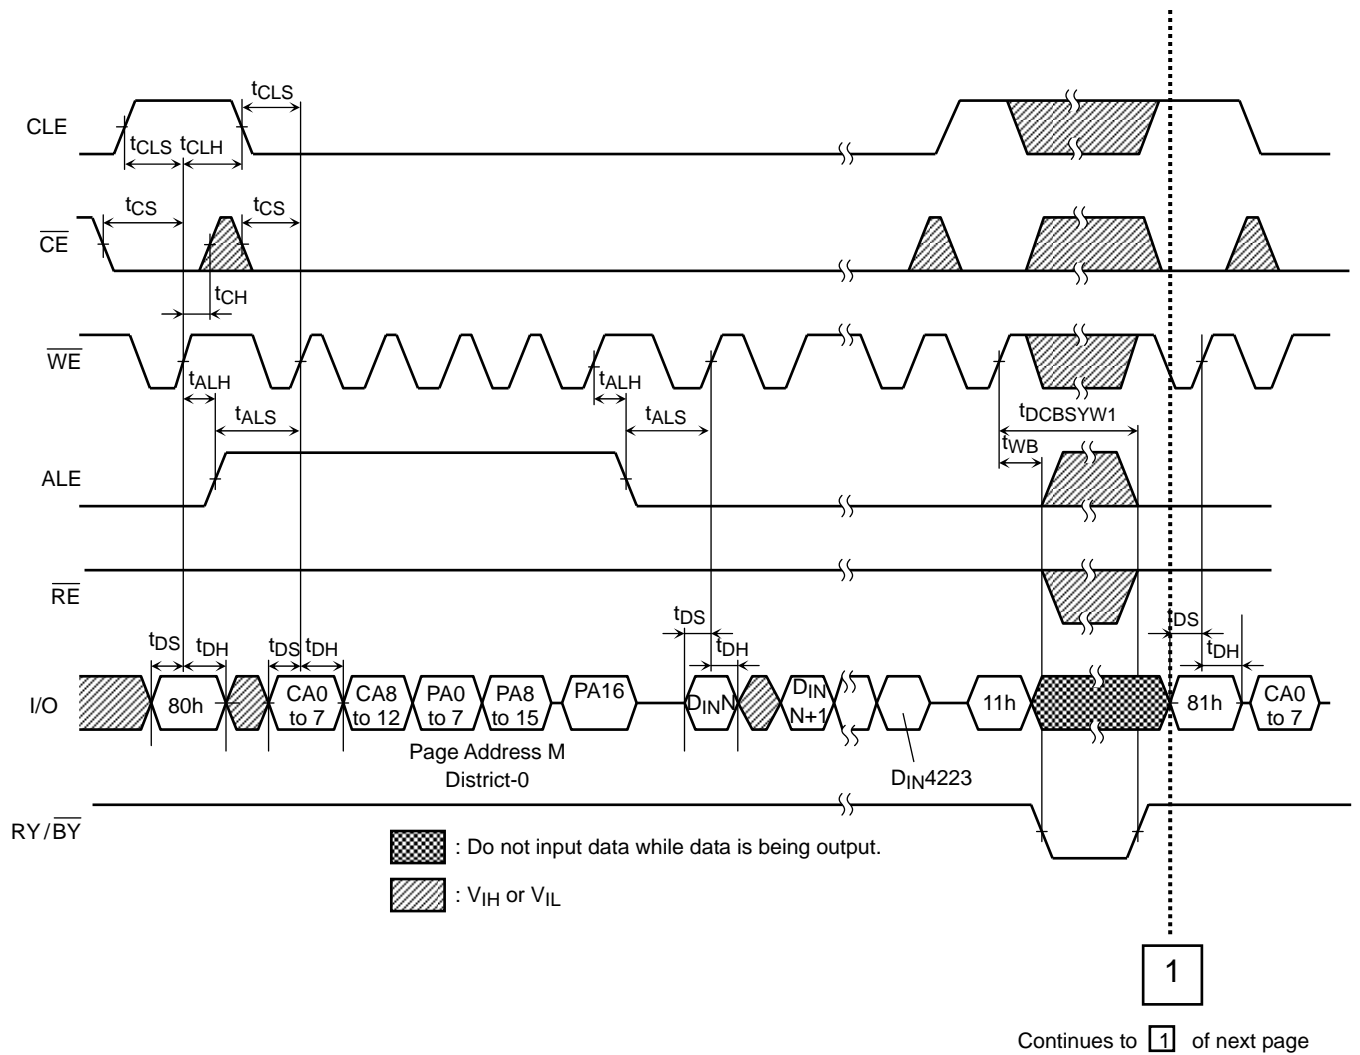 tCLS
CLE
tCLS tCLH
tCS tCS
CE
tCH
WE
tALH tALH
tDCBSYW1
tALS tALS
tWB
ALE
RE
tDS tDS
tDH
tDS tDH tDS tDH
I/O
80h
CA0 to 7
CA8 to 12
PA0 to 7
PA8 to 15
PA16
DINN
DIN N+1
11h
81h
CA0 to 7
Page Address M
District-0
DIN4223
RY/BY
: Do not input data while data is being output.
: VIH or VIL
1
Continues to 1 of next page